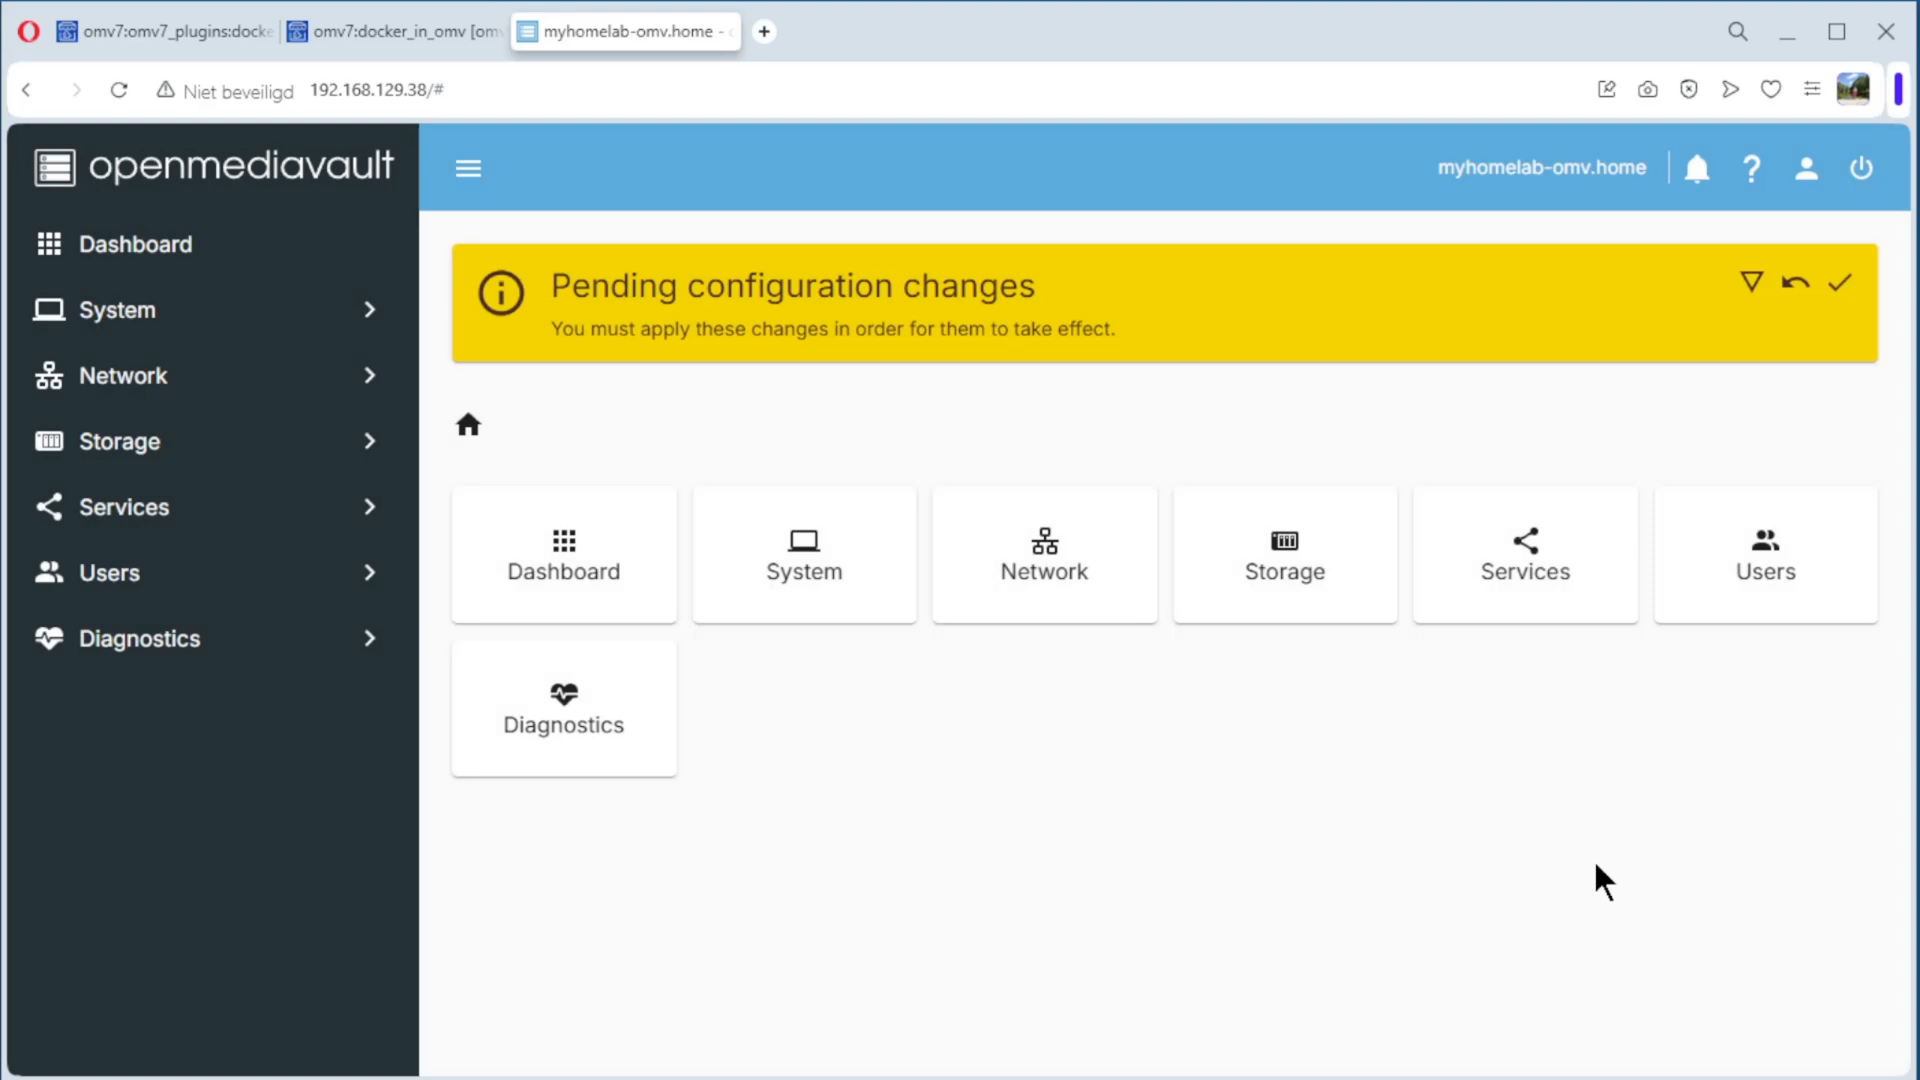 omv7:omv7_plugins:docke
omv7:docker_in_omv [om
myhomelab-omv.home -
Niet beveiligd
192.168.129.38/#
openmediavault
myhomelab-omv.home
Dashboard
System
Network
Storage
Services
Users
Diagnostics
Pending configuration changes
You must apply these changes in order for them to take effect.
Dashboard
System
Network
Storage
Services
Users
Diagnostics